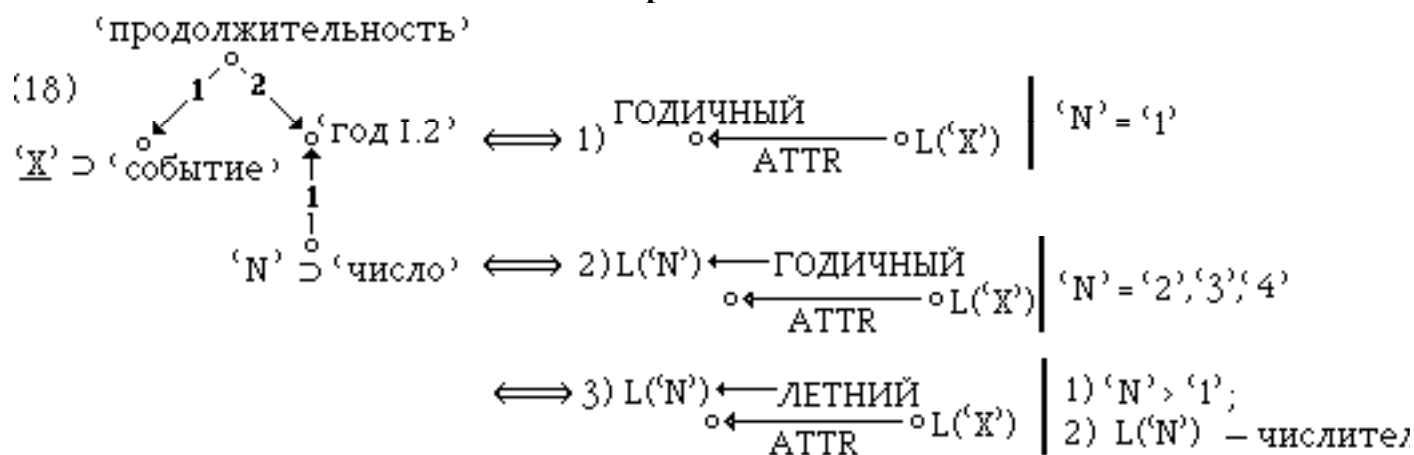 ‘продолжительность’
(18) 1 2 ‘год I.2’ ⟺ 1) ГОДИЧНЫЙ ATTR L(‘X’) ‘N’ = ‘1’
‘X’ ⊃ ‘событие’
1
‘N’ ⊃ ‘число’ ⟺ 2) L(‘N’) ← ГОДИЧНЫЙ ATTR L(‘X’) ‘N’ = ‘2’,‘3’,‘4’
⟺ 3) L(‘N’) ← ЛЕТНИЙ ATTR L(‘X’) 1) ‘N’ > ‘1’;
2) L(‘N’) – числител